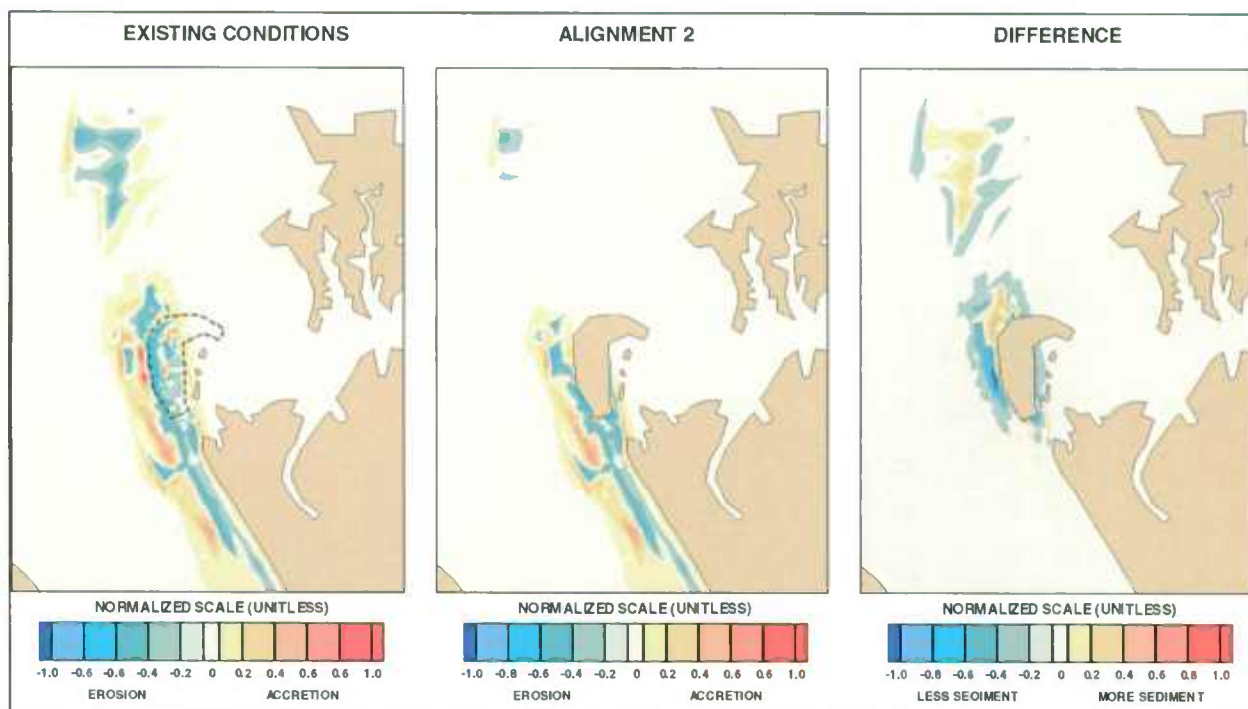 EXISTING CONDITIONS
ALIGNMENT 2
DIFFERENCE
NORMALIZED SCALE (UNITLESS)
-1.0 -0.8 -0.6 -0.4 -0.2 0 0.2 0.4 0.6 0.8 1.0
EROSION ACCRETION
NORMALIZED SCALE (UNITLESS)
-1.0 -0.8 -0.6 -0.4 -0.2 0 0.2 0.4 0.6 0.8 1.0
EROSION ACCRETION
NORMALIZED SCALE (UNITLESS)
-1.0 -0.8 -0.6 -0.4 -0.2 0 0.2 0.4 0.6 0.8 1.0
LESS SEDIMENT MORE SEDIMENT